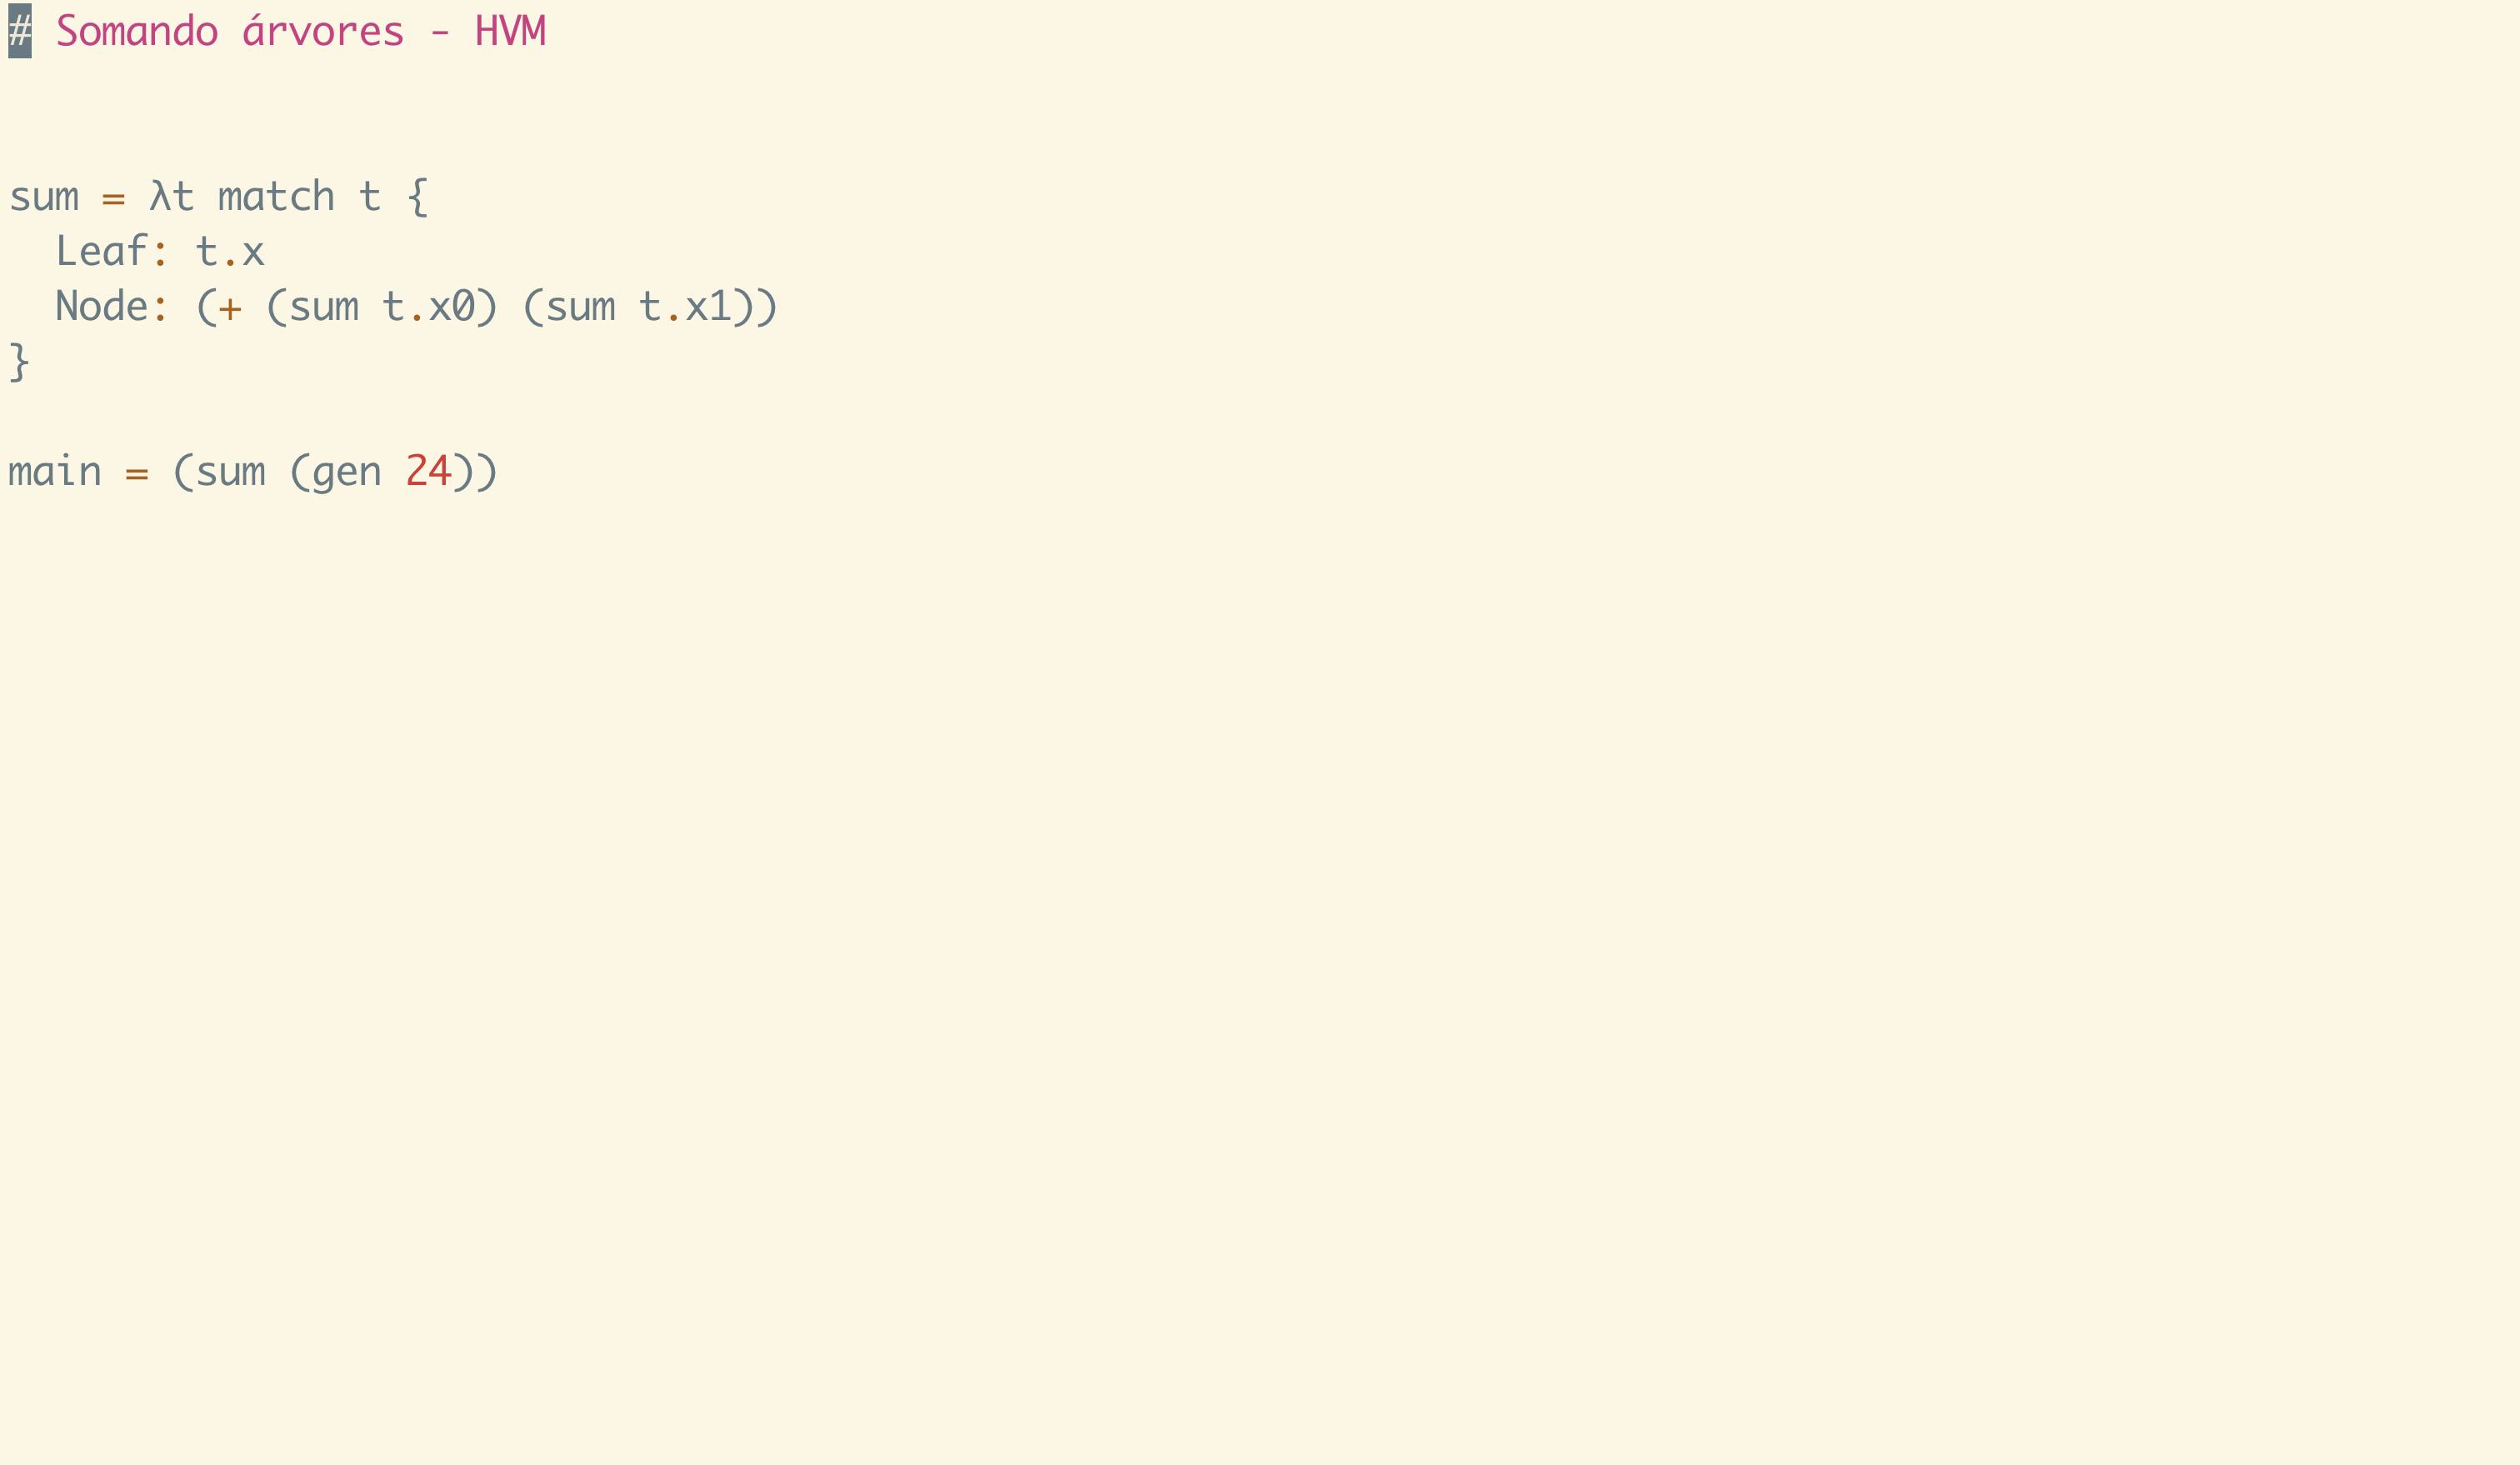 # Somando árvores - HVM
sum = λt match t {
  Leaf: t.x
  Node: (+ (sum t.x0) (sum t.x1))
}
main = (sum (gen 24))